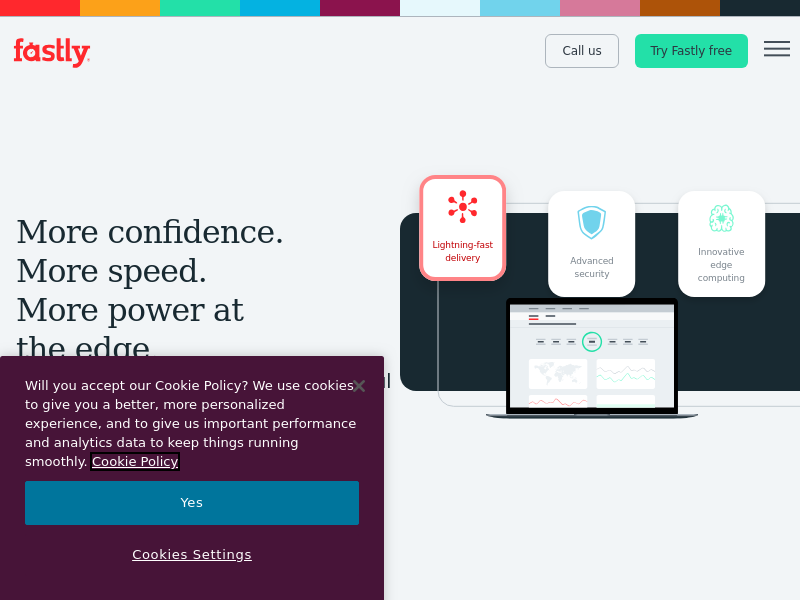 fastly
Call us
Try Fastly free
More confidence.
More speed.
More power at
the edge
Lightning-fast
delivery
Advanced
security
Innovative
edge
computing
Will you accept our Cookie Policy? We use cookies
to give you a better, more personalized
experience, and to give us important performance
and analytics data to keep things running
smoothly. Cookie Policy
Yes
Cookies Settings